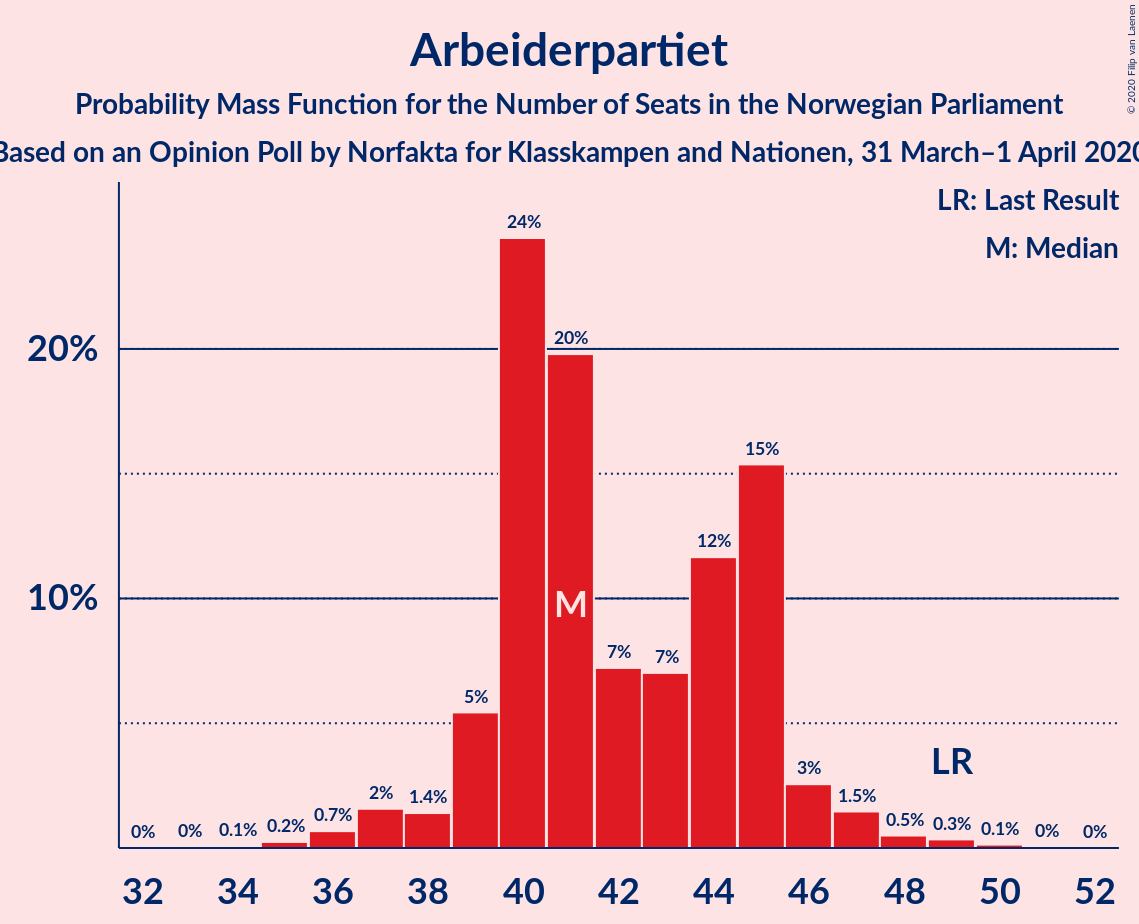 Arbeiderpartiet
Probability Mass Function for the Number of Seats in the Norwegian Parliament
Based on an Opinion Poll by Norfakta for Klasskampen and Nationen, 31 March–1 April 2020
© 2020 Filip van Laenen
LR: Last Result
M: Median
20%
10%
0% 0% 0.1% 0.2% 0.7% 2% 1.4% 5% 24% 20% 7% 7% 12% 15% 3% 1.5% 0.5% 0.3% 0.1% 0% 0%
M
LR
32 34 36 38 40 42 44 46 48 50 52